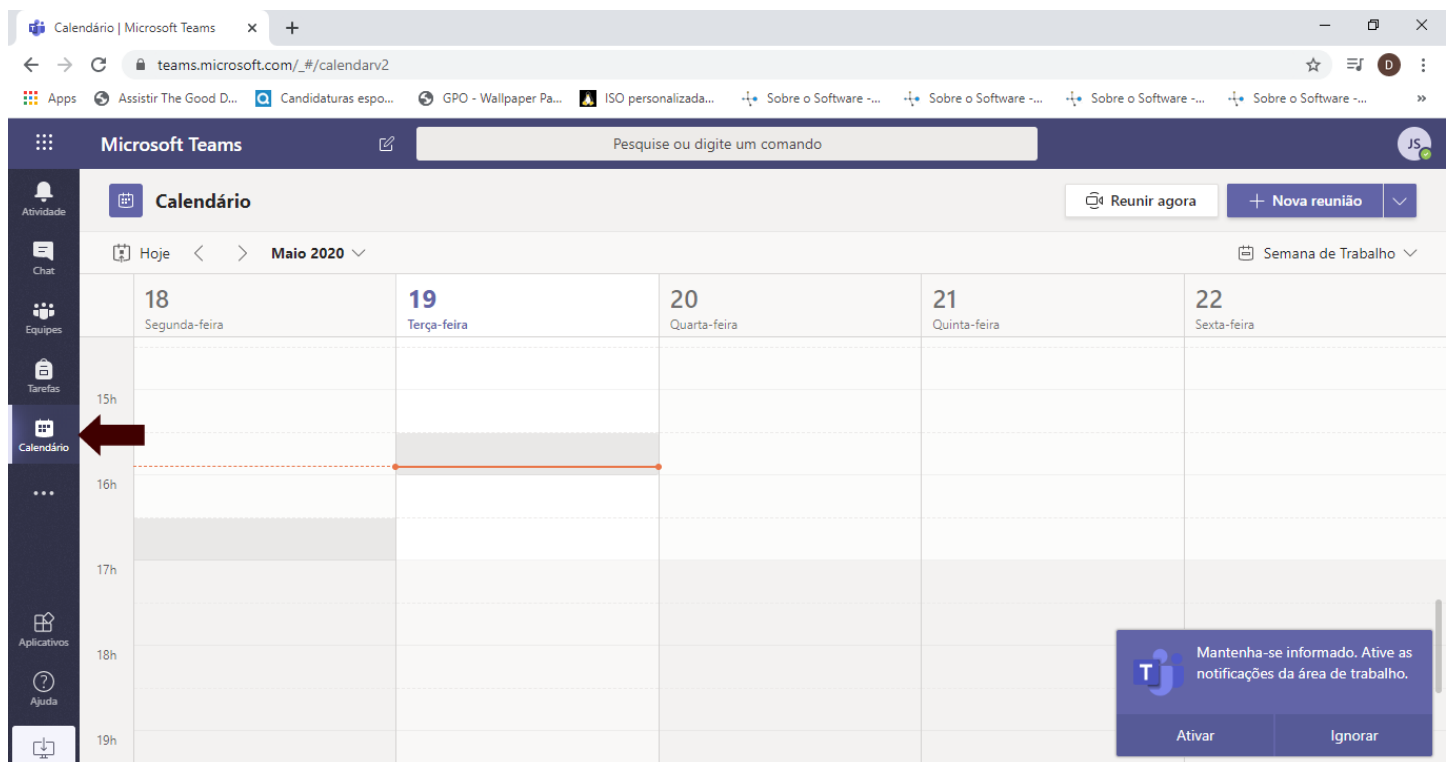 Calendário | Microsoft Teams
teams.microsoft.com/_#/calendarv2
D
Apps
Assistir The Good D...
Candidaturas espo...
GPO - Wallpaper Pa...
ISO personalizada...
Sobre o Software -...
Sobre o Software -...
Sobre o Software -...
Sobre o Software -...
Microsoft Teams
Pesquise ou digite um comando
JS
Atividade
Chat
Equipes
Tarefas
Calendário
Aplicativos
Ajuda
Calendário
Reunir agora
Nova reunião
Hoje
Maio 2020
Semana de Trabalho
18
Segunda-feira
19
Terça-feira
20
Quarta-feira
21
Quinta-feira
22
Sexta-feira
15h
16h
17h
18h
19h
T
Mantenha-se informado. Ative as
notificações da área de trabalho.
Ativar
Ignorar